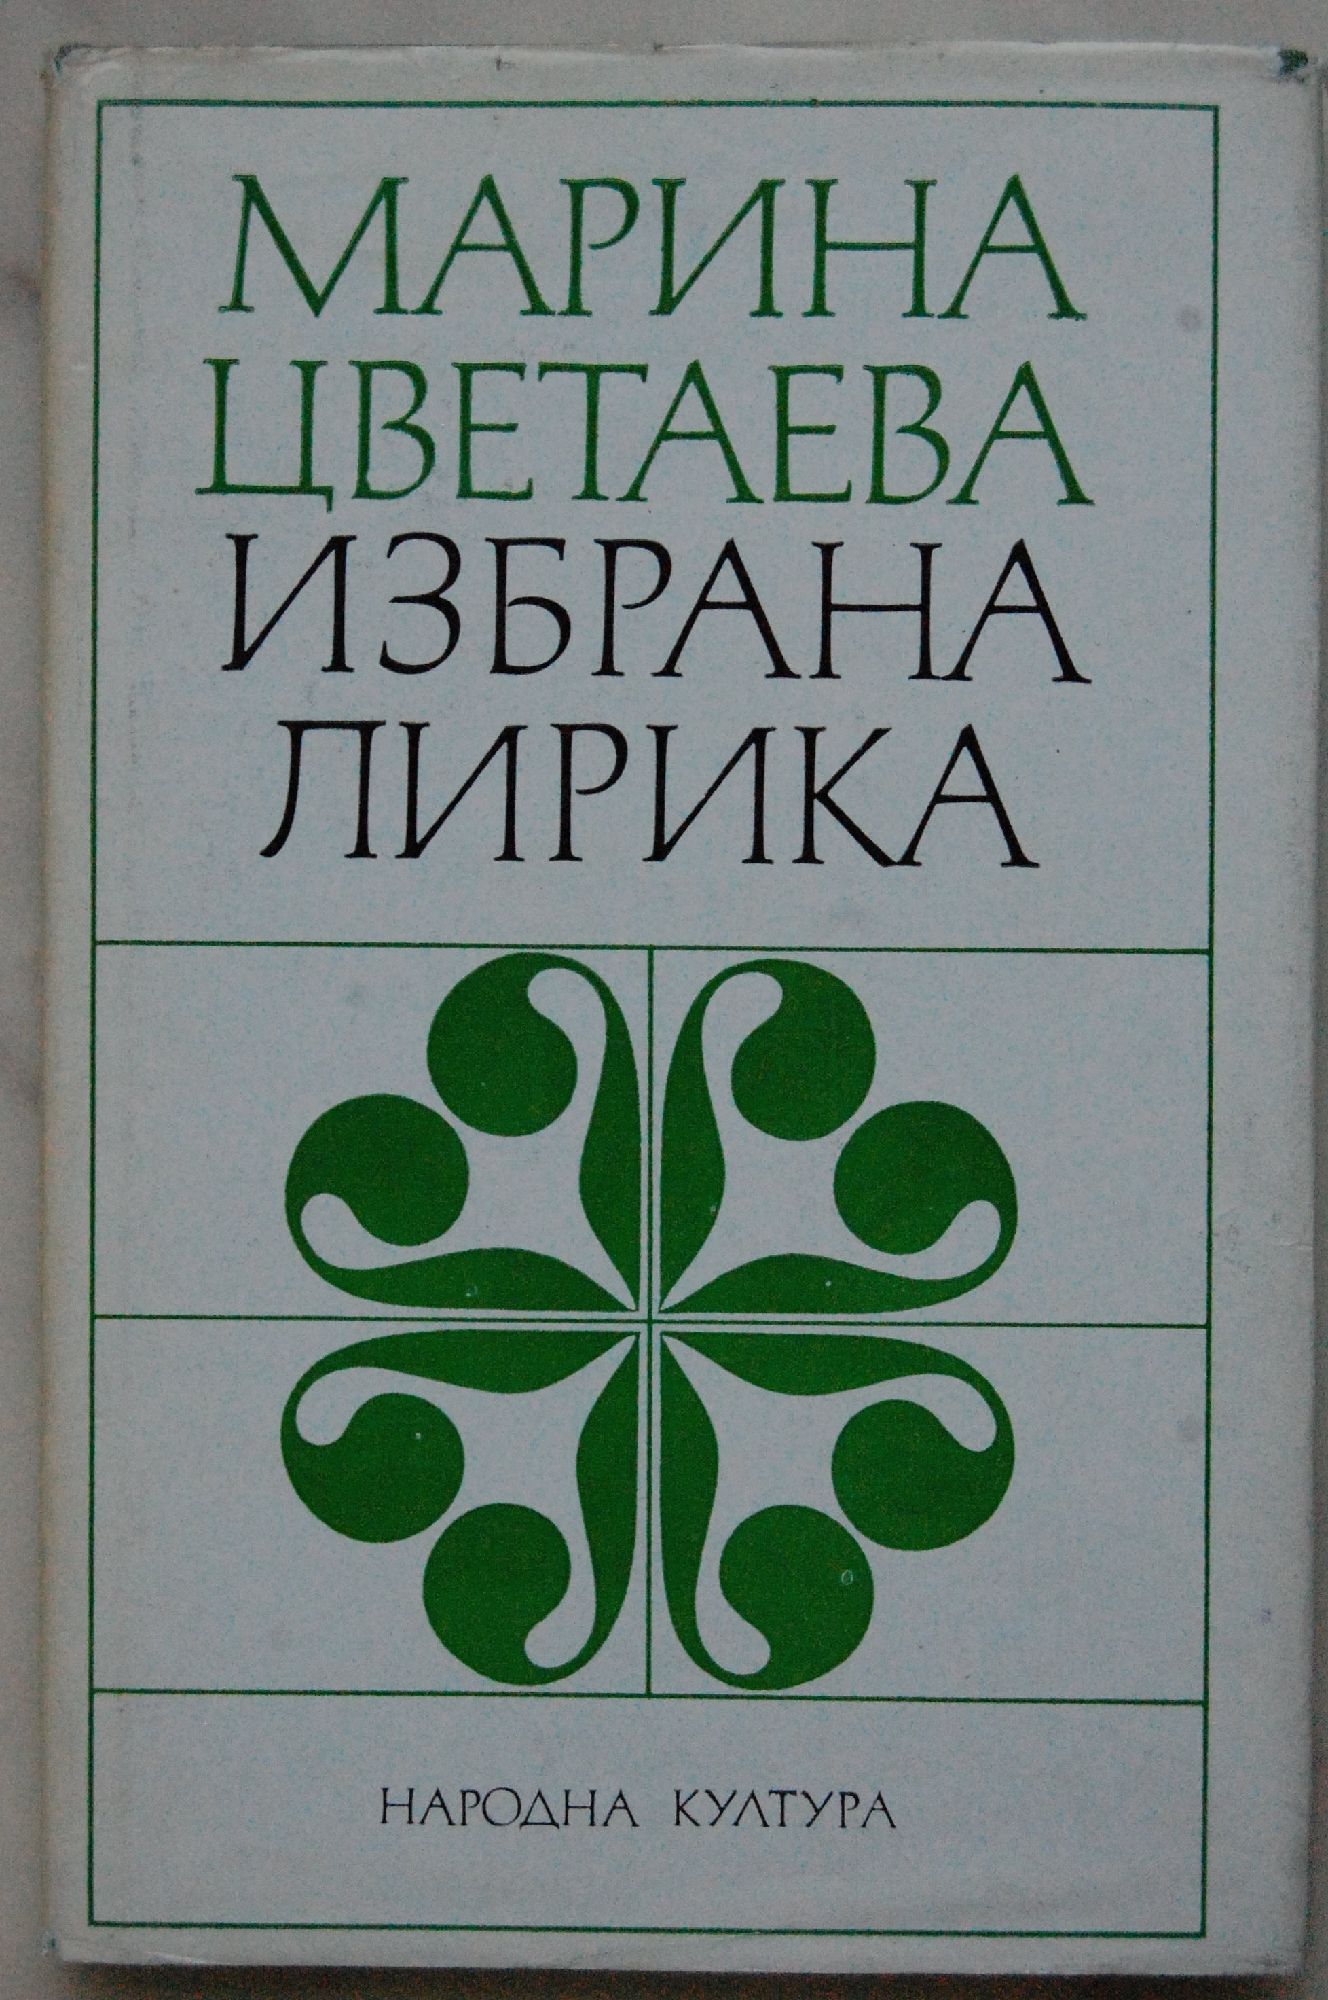 МАРИНА
ЦВЕТАЕВА
ИЗБРАНА
ЛИРИКА
НАРОДНА КУЛТУРА